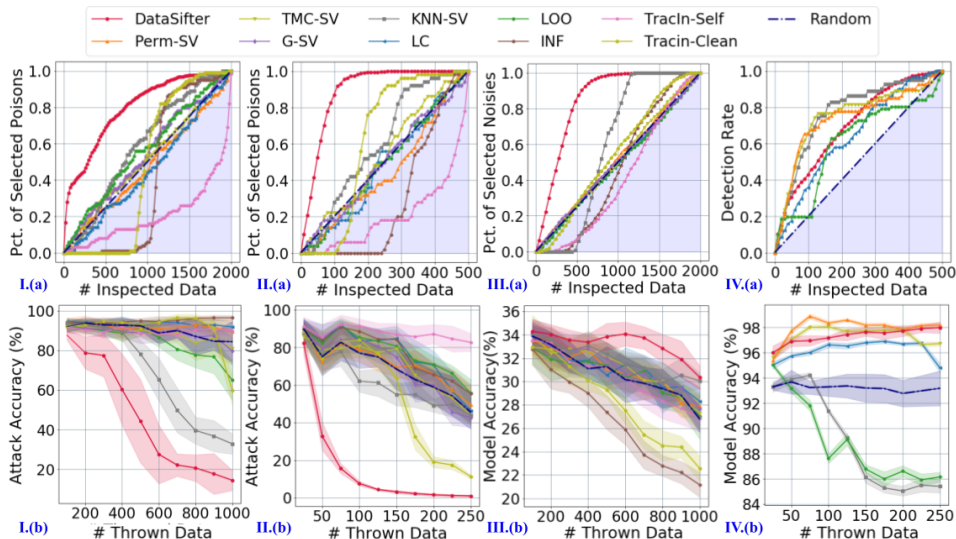 DataSifter TMC-SV KNN-SV LOO TracIn-Self Random
Perm-SV G-SV LC INF Tracin-Clean
Pct. of Selected Poisons
1.0
0.8
0.6
0.4
0.2
0.0
0 500 1000 1500 2000
# Inspected Data
I.(a)
Pct. of Selected Poisons
1.0
0.8
0.6
0.4
0.2
0.0
0 100 200 300 400 500
# Inspected Data
II.(a)
Pct. of Selected Noisies
1.0
0.8
0.6
0.4
0.2
0.0
0 500 1000 1500 2000
# Inspected Data
III.(a)
Detection Rate
1.0
0.8
0.6
0.4
0.2
0.0
0 100 200 300 400 500
# Inspected Data
IV.(a)
Attack Accuracy (%)
100
80
60
40
20
200 400 600 800 1000
# Thrown Data
I.(b)
Attack Accuracy (%)
100
80
60
40
20
0
50 100 150 200 250
# Thrown Data
II.(b)
Model Accuracy(%)
36
34
32
30
28
26
24
22
20
200 400 600 800 1000
# Thrown Data
III.(b)
Model Accuracy (%)
98
96
94
92
90
88
86
84
50 100 150 200 250
# Thrown Data
IV.(b)